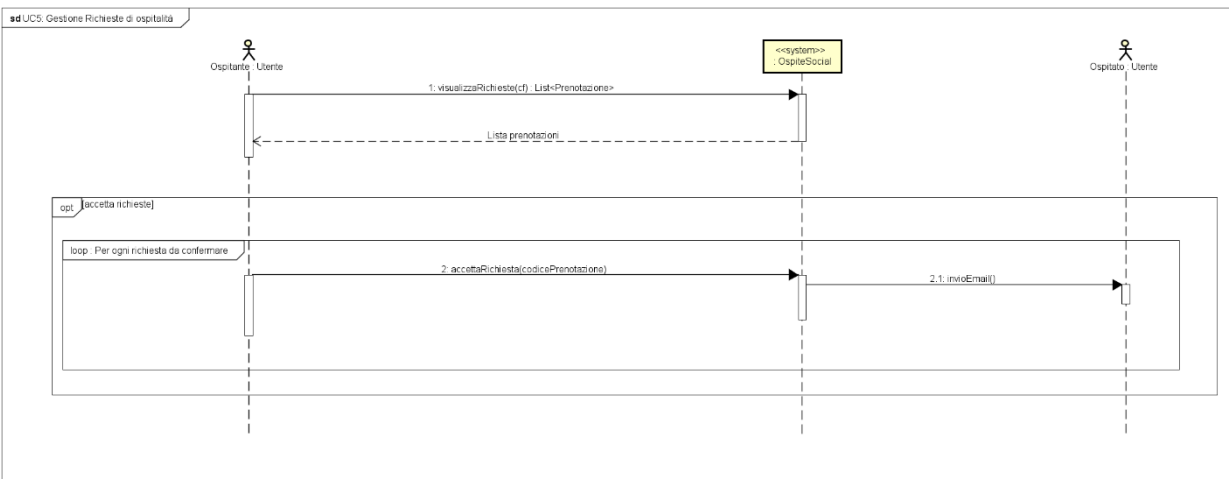 sd UC5: Gestione Richieste di ospitalità
Ospitante : Utente
<<system>>
: OspiteSocial
Ospitato : Utente
1: visualizzaRichieste(cf) : List<Prenotazione>
Lista prenotazioni
opt [accetta richieste]
loop : Per ogni richiesta da confermare
2: accettaRichiesta(codicePrenotazione)
2.1: invioEmail()